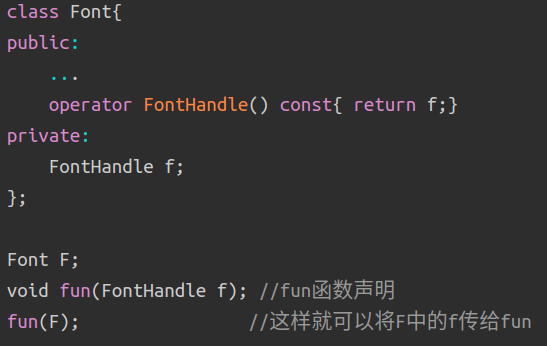 class Font{
public:
    ...
    operator FontHandle() const{ return f;}
private:
    FontHandle f;
};

Font F;
void fun(FontHandle f); //fun函数声明
fun(F);                //这样就可以将F中的f传给fun